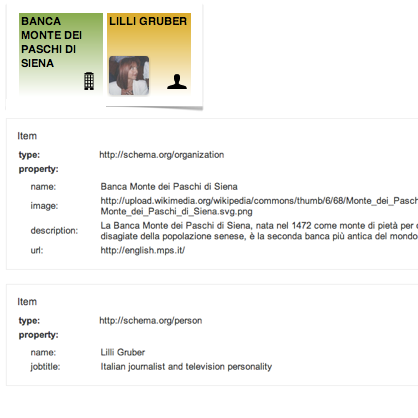 BANCA
MONTE DEI
PASCHI DI
SIENA
LILLI GRUBER
Item
type: http://schema.org/organization
property:
name: Banca Monte dei Paschi di Siena
image: http://upload.wikimedia.org/wikipedia/commons/thumb/6/68/Monte_dei_Pasch
Monte_dei_Paschi_di_Siena.svg.png
description: La Banca Monte dei Paschi di Siena, nata nel 1472 come monte di pietà per
disagiate della popolazione senese, è la seconda banca più antica del mondo
url: http://english.mps.it/
Item
type: http://schema.org/person
property:
name: Lilli Gruber
jobtitle: Italian journalist and television personality